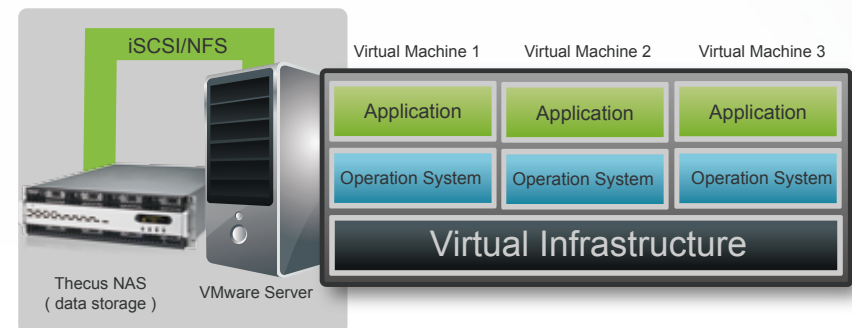 iSCSI/NFS
Virtual Machine 1
Virtual Machine 2
Virtual Machine 3
Application
Application
Application
Operation System
Operation System
Operation System
Virtual Infrastructure
Thecus NAS
( data storage )
VMware Server